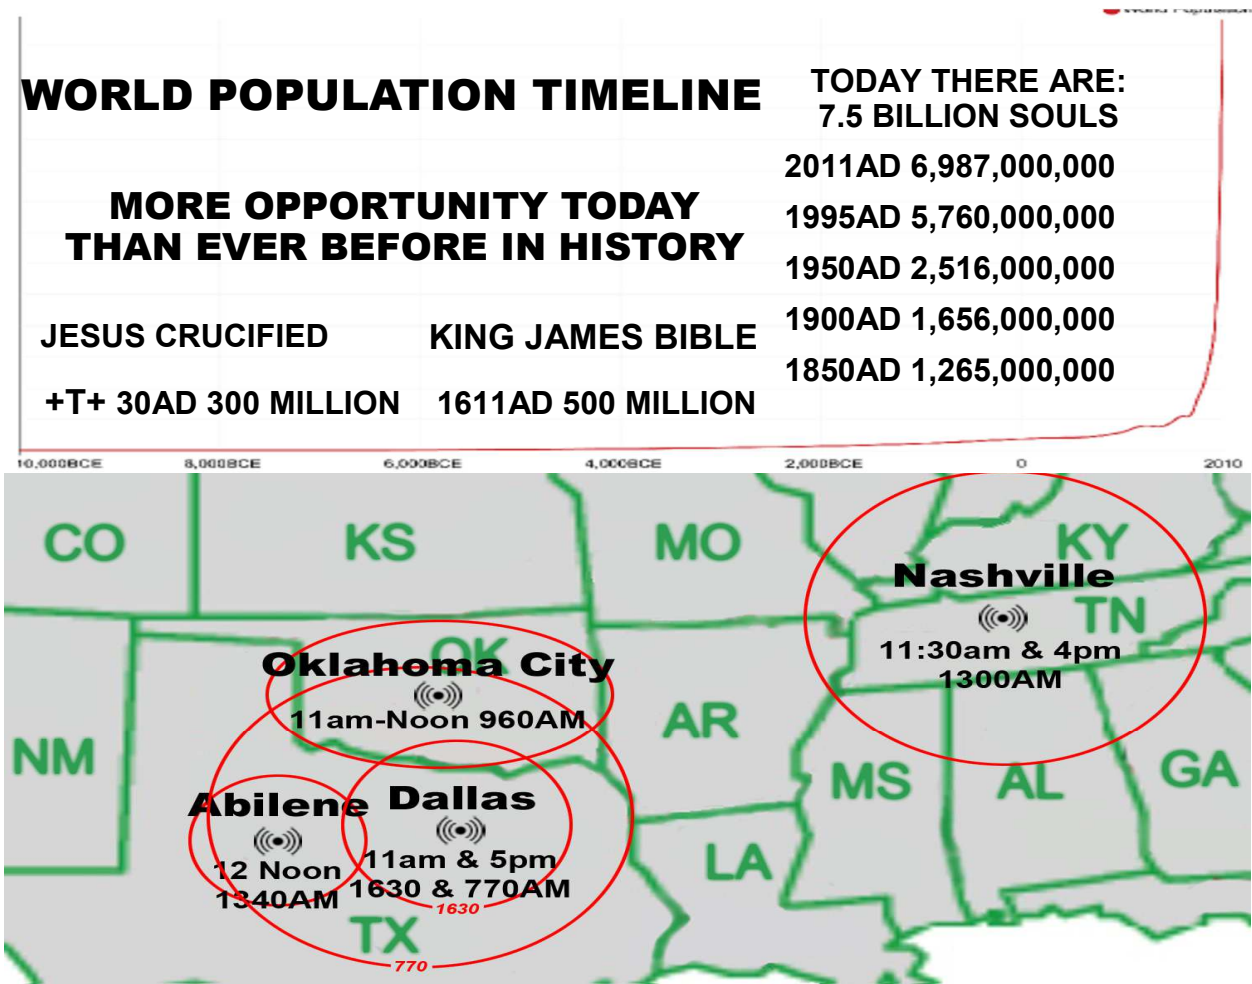 World Population
WORLD POPULATION TIMELINE
TODAY THERE ARE:
7.5 BILLION SOULS
2011AD 6,987,000,000
MORE OPPORTUNITY TODAY
THAN EVER BEFORE IN HISTORY
1995AD 5,760,000,000
1950AD 2,516,000,000
1900AD 1,656,000,000
1850AD 1,265,000,000
JESUS CRUCIFIED
+T+ 30AD 300 MILLION
KING JAMES BIBLE
1611AD 500 MILLION
10,000BCE 8,000BCE 6,000BCE 4,000BCE 2,000BCE 0 2010
CO KS MO KY
Nashville
TN
11:30am & 4pm
1300AM
OK
Oklahoma City
11am-Noon 960AM
NM AR MS AL GA
Abilene
12 Noon
1340AM
Dallas
11am & 5pm
1630 & 770AM
1630
LA
TX
770